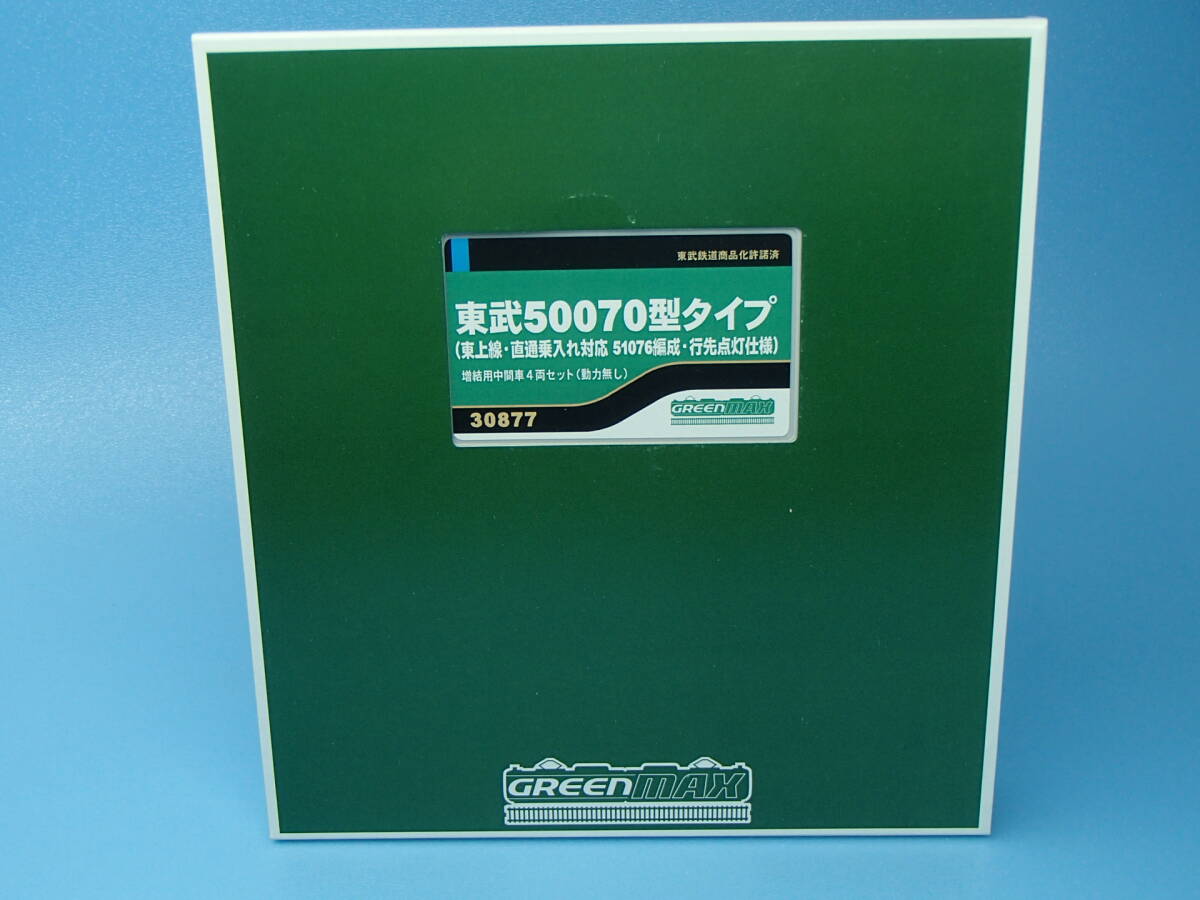 東武鉄道商品化許諾済
東武50070型タイプ
(東上線・直通乗入れ対応 51076編成・行先点灯仕様)
増結用中間車4両セット(動力無し)
30877
GREENMAX
GREENMAX